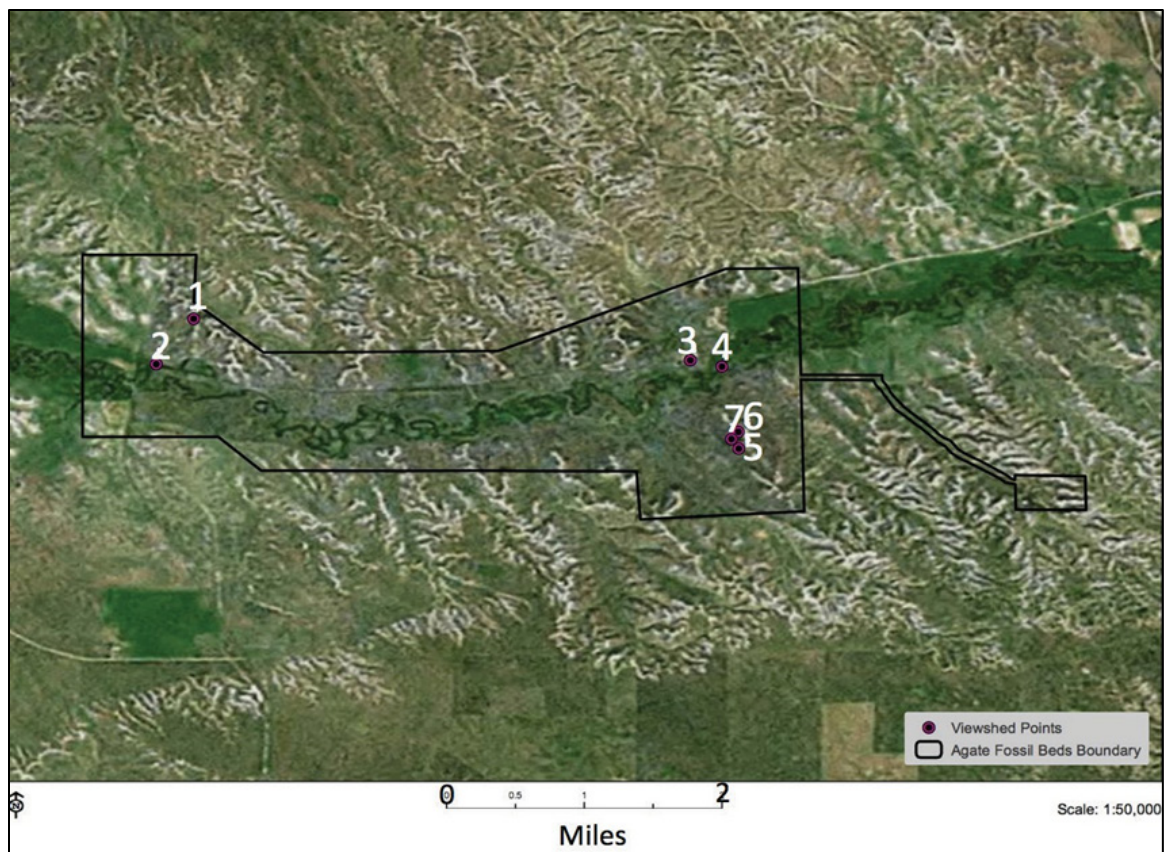 1
2
3 4
76
5
Viewshed Points
Agate Fossil Beds Boundary
N
0 0.5 1 2
Miles
Scale: 1:50,000